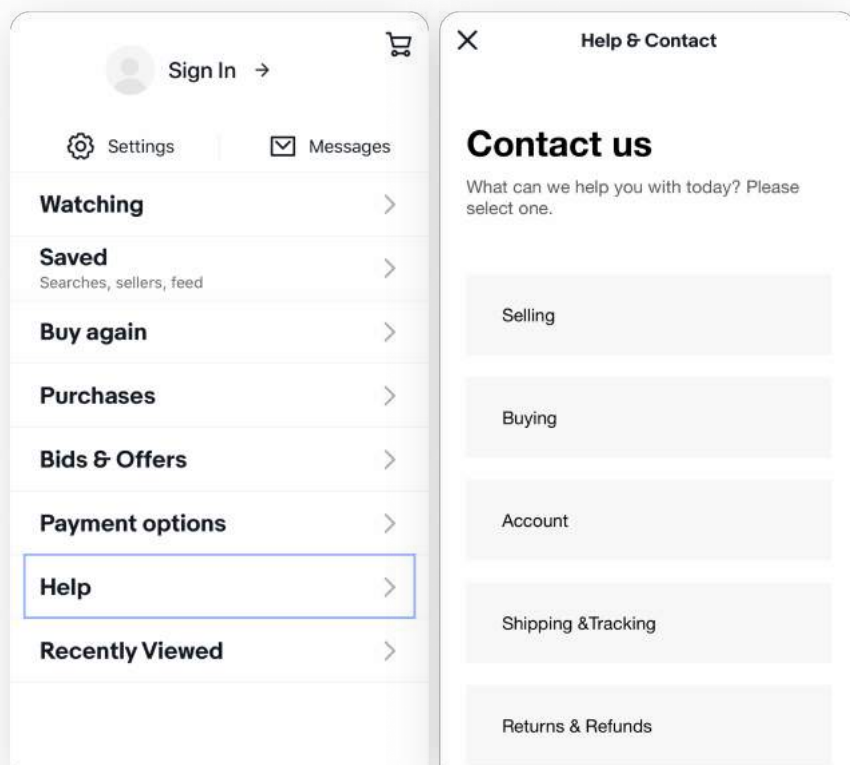 Sign In →
Settings
Messages
Watching
Saved
Searches, sellers, feed
Buy again
Purchases
Bids & Offers
Payment options
Help
Recently Viewed
Help & Contact
Contact us
What can we help you with today? Please
select one.
Selling
Buying
Account
Shipping &Tracking
Returns & Refunds